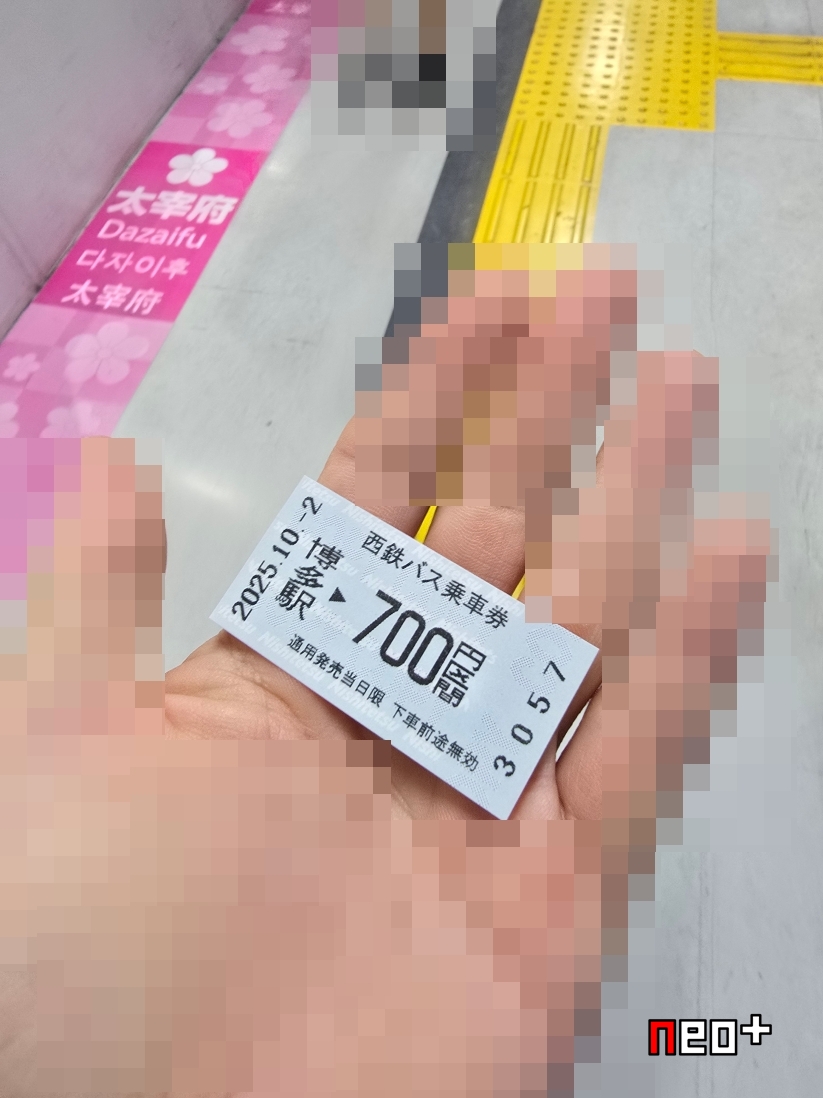 太宰府
Dazaifu
다자이후
太宰府
2025.10.-2
西鉄バス乗車券
博多駅▶700円区間
通用発売当日限 下車前途無効
3057
neo+